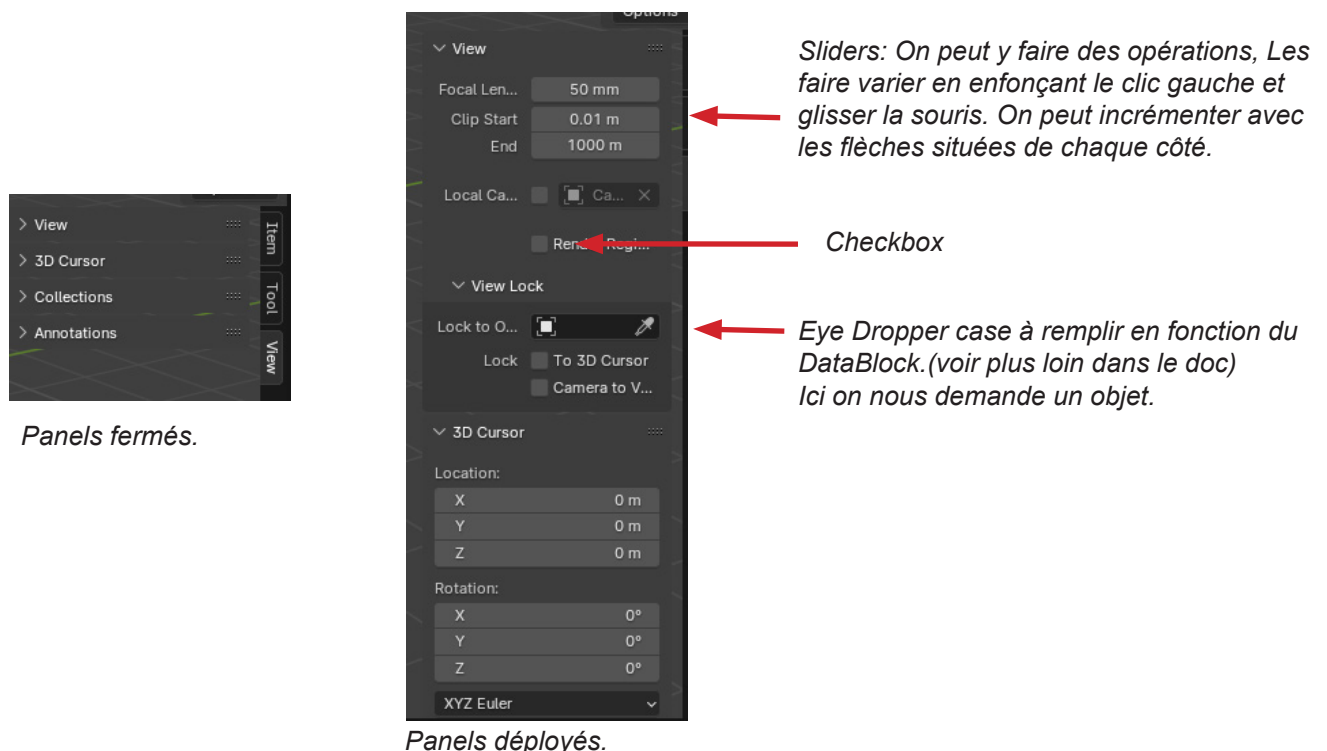 Options
View
Focal Len...
50 mm
Clip Start
0.01 m
End
1000 m
Local Ca...
Ca...
Regi...
View Lock
Lock to O...
Lock
To 3D Cursor
Camera to V...
3D Cursor
Location:
X
0 m
Y
0 m
Z
0 m
Rotation:
X
0°
Y
0°
Z
0°
XYZ Euler
Panels déployés.
View
3D Cursor
Collections
Annotations
Item
Tool
View
Panels fermés.
Sliders: On peut y faire des opérations, Les
faire varier en enfonçant le clic gauche et
glisser la souris. On peut incrémenter avec
les flèches situées de chaque côté.
Checkbox
Eye Dropper case à remplir en fonction du
DataBlock.(voir plus loin dans le doc)
Ici on nous demande un objet.